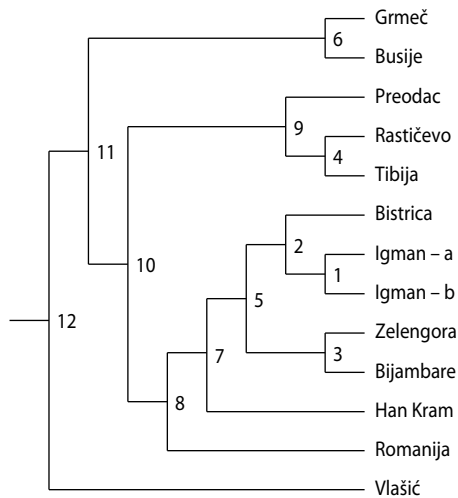 Grmeč
6
Busije
Preodac
9
Rastičevo
4
Tibija
11
Bistrica
2
Igman – a
10
1
Igman – b
5
12
Zelengora
7
3
Bijambare
8
Han Kram
Romanija
Vlašić